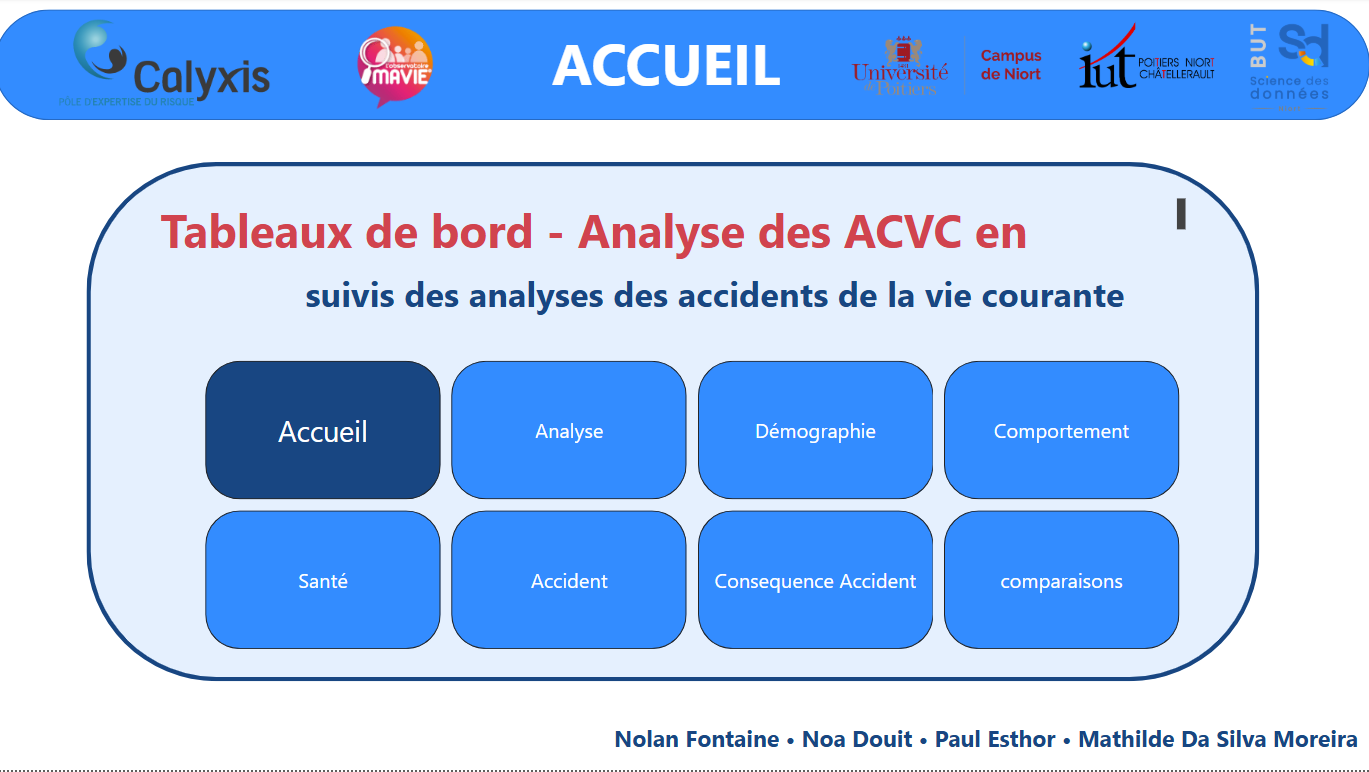 Calyxis
PÔLE D'EXPERTISE DU RISQUE
l'observatoire
MAVIE
ACCUEIL
Université
de Poitiers
Campus
de Niort
iut
POITIERS NIORT
CHÂTELLERAULT
BUT
Sd
Science des
données
Tableaux de bord - Analyse des ACVC en
suivis des analyses des accidents de la vie courante
Accueil
Analyse
Démographie
Comportement
Santé
Accident
Consequence Accident
comparaisons
Nolan Fontaine • Noa Douit • Paul Esthor • Mathilde Da Silva Moreira